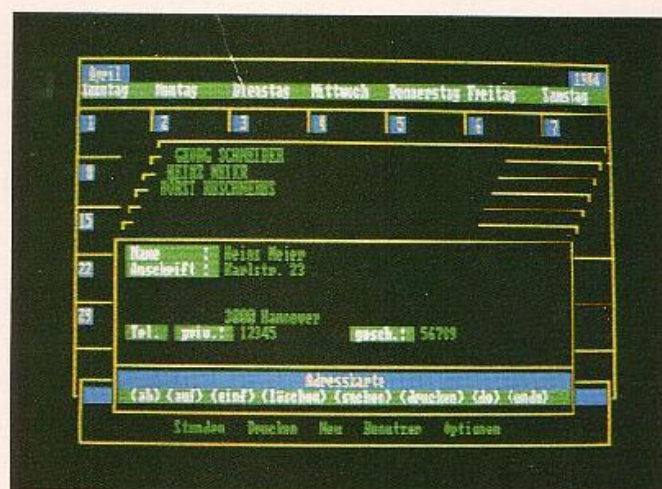 April 1984
Sonntag Montag Dienstag Mittwoch Donnerstag Freitag Samstag
1 2 3 4 5 6 7
GEORG SCHNEIDER
8 HEINZ MEIER
HORST
15
22 Name : Heinz Meier
Anschrift : Karlstr. 23
29 3000 Hannover
Tel. priv.: 12345 gesch.: 56789
Adresskarte
(ab) (auf) (einf) (löschen) (suchen) (drucken) (do) (undo)
Stunden Drucken Neu Benutzer Optionen